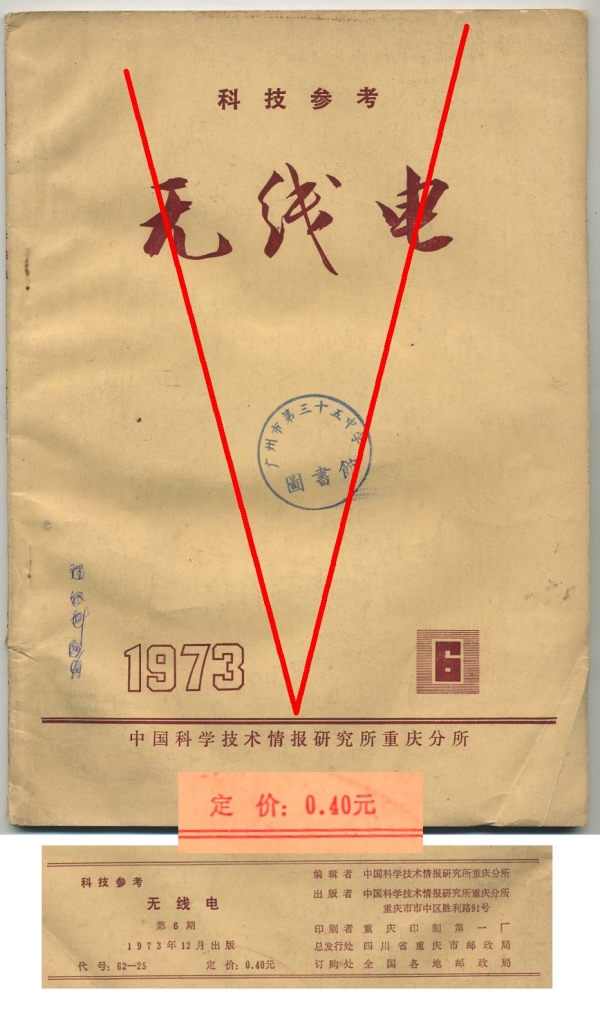 科技参考
无线电
广州市第三十五中学
圖書館
1973
6
中国科学技术情报研究所重庆分所
定 价：0.40元
科技参考
无线电
第 6 期
1973年12月出版
代 号：62—25 定 价：0.40元
编辑者 中国科学技术情报研究所重庆分所
出版者 中国科学技术情报研究所重庆分所
重庆市市中区胜利路91号
印刷者 重庆印制第一厂
总发行处 四川省重庆市邮政局
订购处 全国各地邮政局